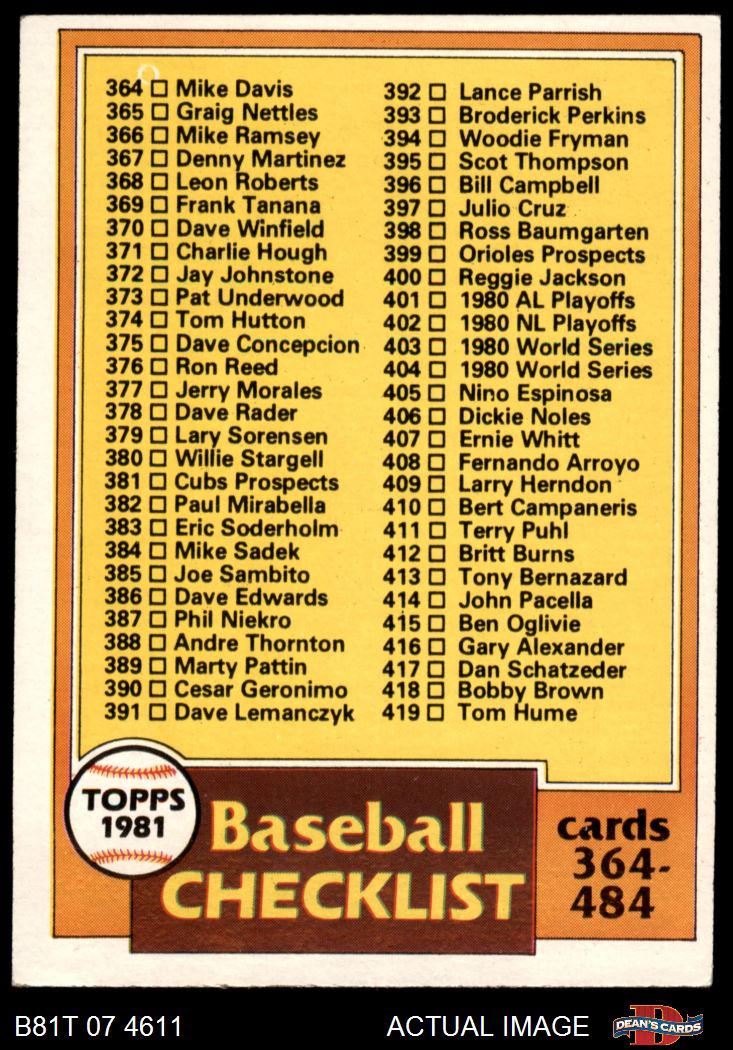 364 Mike Davis
365 Graig Nettles
366 Mike Ramsey
367 Denny Martinez
368 Leon Roberts
369 Frank Tanana
370 Dave Winfield
371 Charlie Hough
372 Jay Johnstone
373 Pat Underwood
374 Tom Hutton
375 Dave Concepcion
376 Ron Reed
377 Jerry Morales
378 Dave Rader
379 Lary Sorensen
380 Willie Stargell
381 Cubs Prospects
382 Paul Mirabella
383 Eric Soderholm
384 Mike Sadek
385 Joe Sambito
386 Dave Edwards
387 Phil Niekro
388 Andre Thornton
389 Marty Pattin
390 Cesar Geronimo
391 Dave Lemanczyk
392 Lance Parrish
393 Broderick Perkins
394 Woodie Fryman
395 Scot Thompson
396 Bill Campbell
397 Julio Cruz
398 Ross Baumgarten
399 Orioles Prospects
400 Reggie Jackson
401 1980 AL Playoffs
402 1980 NL Playoffs
403 1980 World Series
404 1980 World Series
405 Nino Espinosa
406 Dickie Noles
407 Ernie Whitt
408 Fernando Arroyo
409 Larry Herndon
410 Bert Campaneris
411 Terry Puhl
412 Britt Burns
413 Tony Bernazard
414 John Pacella
415 Ben Oglivie
416 Gary Alexander
417 Dan Schatzeder
418 Bobby Brown
419 Tom Hume
TOPPS
1981
Baseball
CHECKLIST
cards
364-
484
B81T 07 4611
ACTUAL IMAGE
D
DEAN'S CARDS